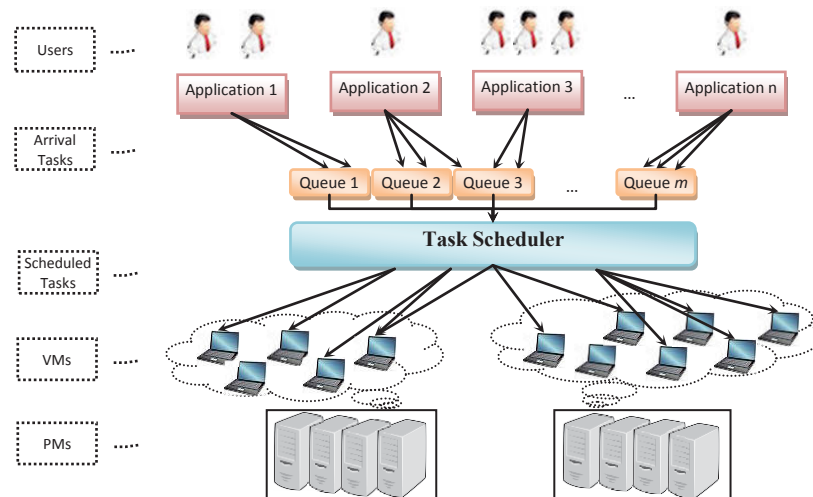 Users
Application 1 Application 2 Application 3 ... Application n
Arrival
Tasks
Queue 1 Queue 2 Queue 3 ... Queue m
Task Scheduler
Scheduled
Tasks
VMs
PMs